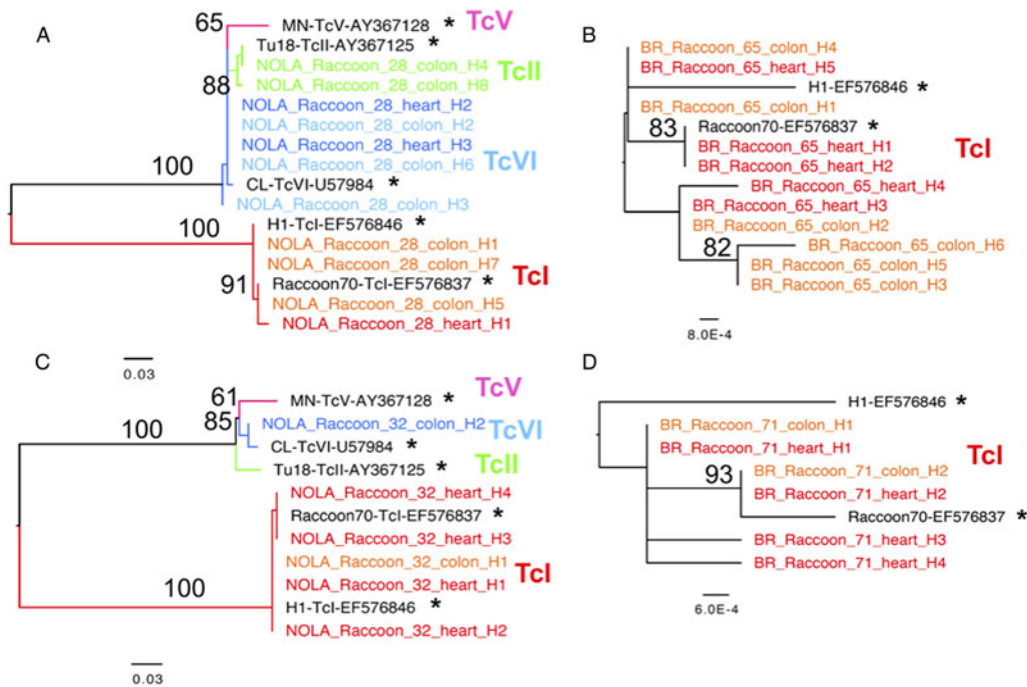 A
65
MN-TcV-AY367128 *
TcV
Tu18-TcII-AY367125 *
NOLA_Raccoon_28_colon_H4
TcII
88
NOLA_Raccoon_28_colon_H8
NOLA_Raccoon_28_heart_H2
NOLA_Raccoon_28_colon_H2
NOLA_Raccoon_28_heart_H3
TcVI
NOLA_Raccoon_28_colon_H6
100
CL-TcVI-U57984 *
NOLA_Raccoon_28_colon_H3
H1-TcI-EF576846 *
100
NOLA_Raccoon_28_colon_H1
NOLA_Raccoon_28_colon_H7
TcI
91
Raccoon70-TcI-EF576837 *
NOLA_Raccoon_28_colon_H5
NOLA_Raccoon_28_heart_H1
0.03
B
BR_Raccoon_65_colon_H4
BR_Raccoon_65_heart_H5
H1-EF576846 *
BR_Raccoon_65_colon_H1
83
Raccoon70-EF576837 *
BR_Raccoon_65_heart_H1
TcI
BR_Raccoon_65_heart_H2
BR_Raccoon_65_heart_H4
BR_Raccoon_65_heart_H3
BR_Raccoon_65_colon_H2
82
BR_Raccoon_65_colon_H6
BR_Raccoon_65_colon_H5
BR_Raccoon_65_colon_H3
8.0E-4
C
61
MN-TcV-AY367128 *
TcV
85
NOLA_Raccoon_32_colon_H2
TcVI
100
CL-TcVI-U57984 *
Tu18-TcII-AY367125 *
TcII
NOLA_Raccoon_32_heart_H4
Raccoon70-TcI-EF576837 *
NOLA_Raccoon_32_heart_H3
NOLA_Raccoon_32_colon_H1
TcI
NOLA_Raccoon_32_heart_H1
100
H1-TcI-EF576846 *
NOLA_Raccoon_32_heart_H2
0.03
D
H1-EF576846 *
BR_Raccoon_71_colon_H1
BR_Raccoon_71_heart_H1
TcI
93
BR_Raccoon_71_colon_H2
BR_Raccoon_71_heart_H2
Raccoon70-EF576837 *
BR_Raccoon_71_heart_H3
BR_Raccoon_71_heart_H4
6.0E-4